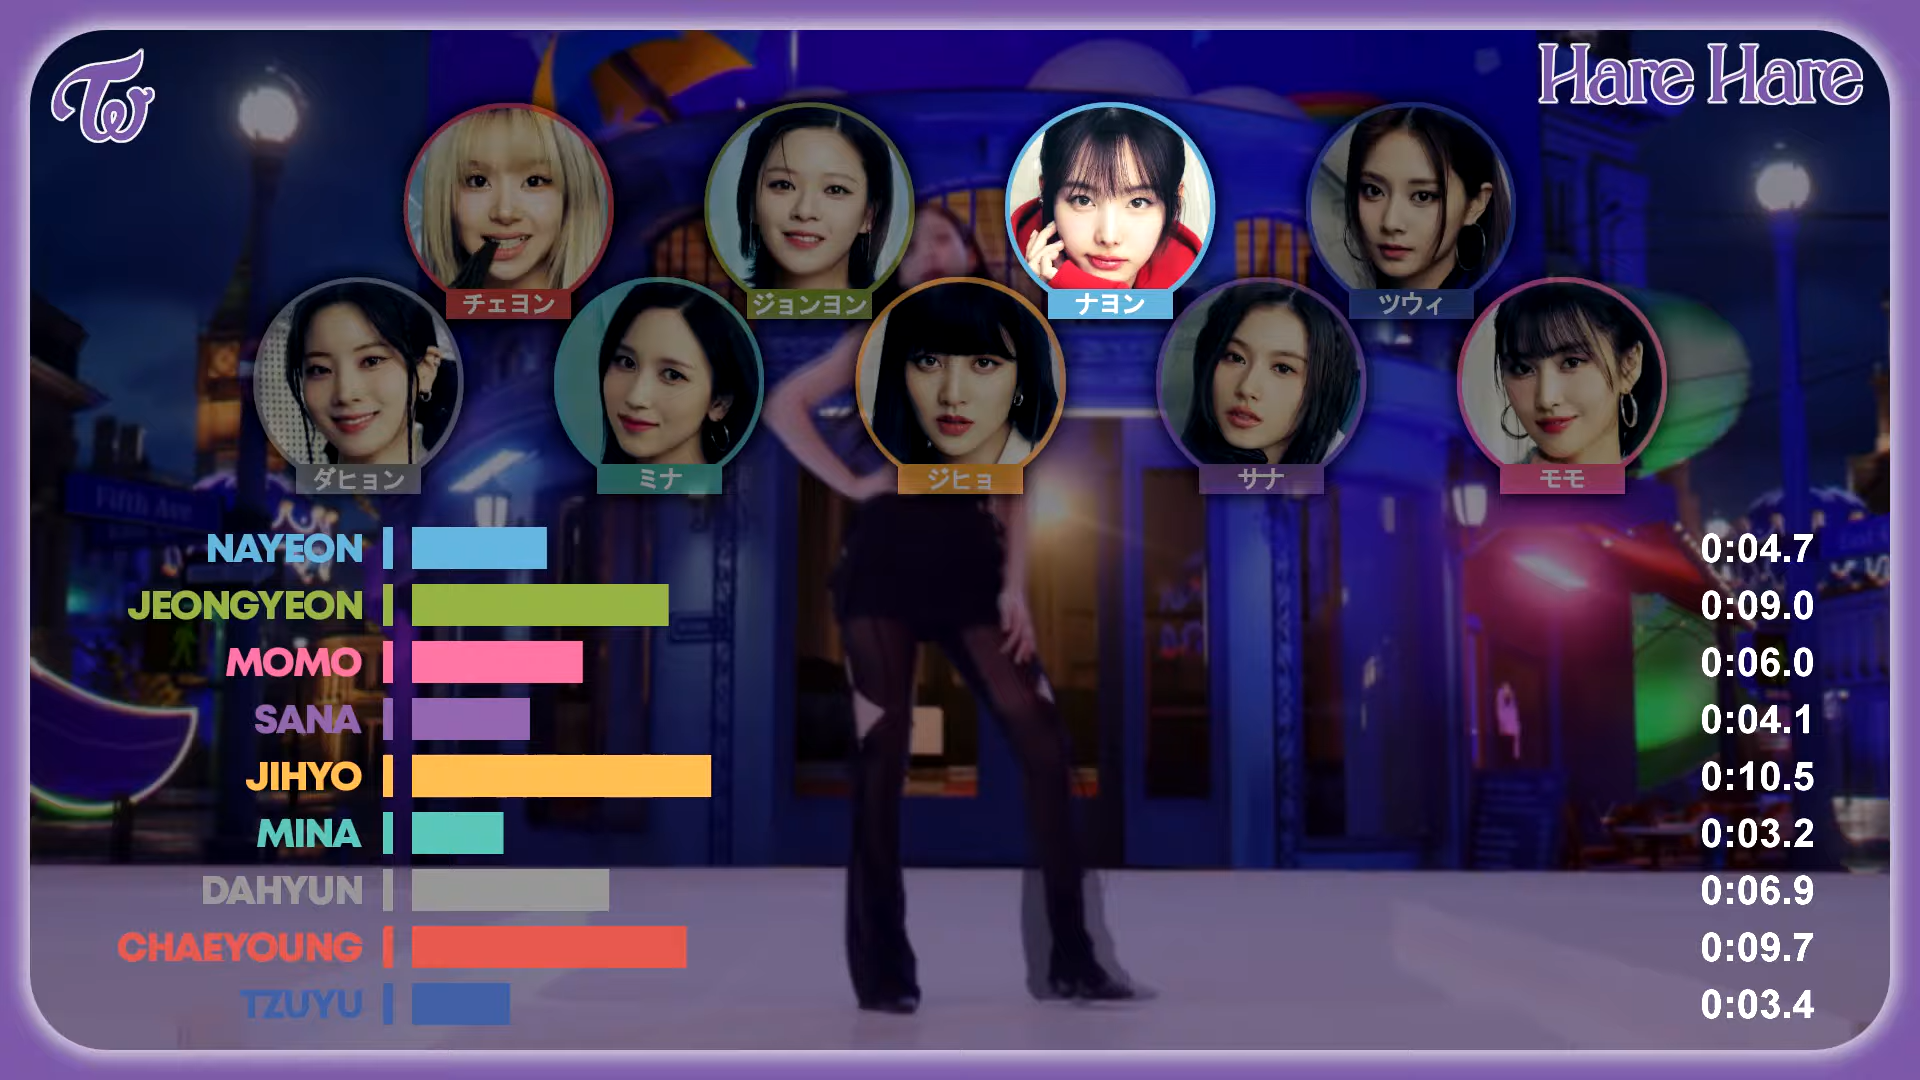 Tw
Hare Hare
チェヨン
ジョンヨン
ナヨン
ツウィ
ダヒョン
ミナ
ジヒョ
サナ
モモ
NAYEON 0:04.7
JEONGYEON 0:09.0
MOMO 0:06.0
SANA 0:04.1
JIHYO 0:10.5
MINA 0:03.2
DAHYUN 0:06.9
CHAEYOUNG 0:09.7
TZUYU 0:03.4
Fifth Ave